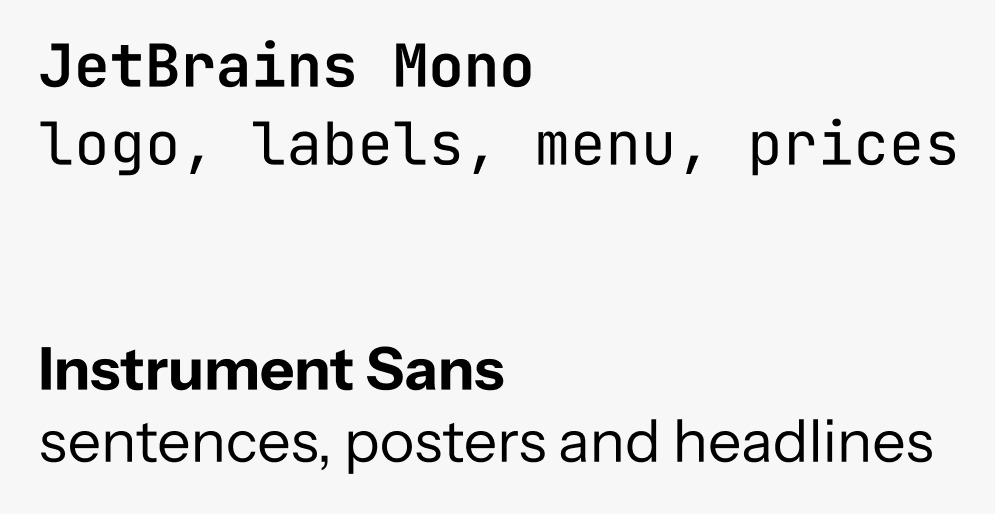 JetBrains Mono
logo, labels, menu, prices
Instrument Sans
sentences, posters and headlines